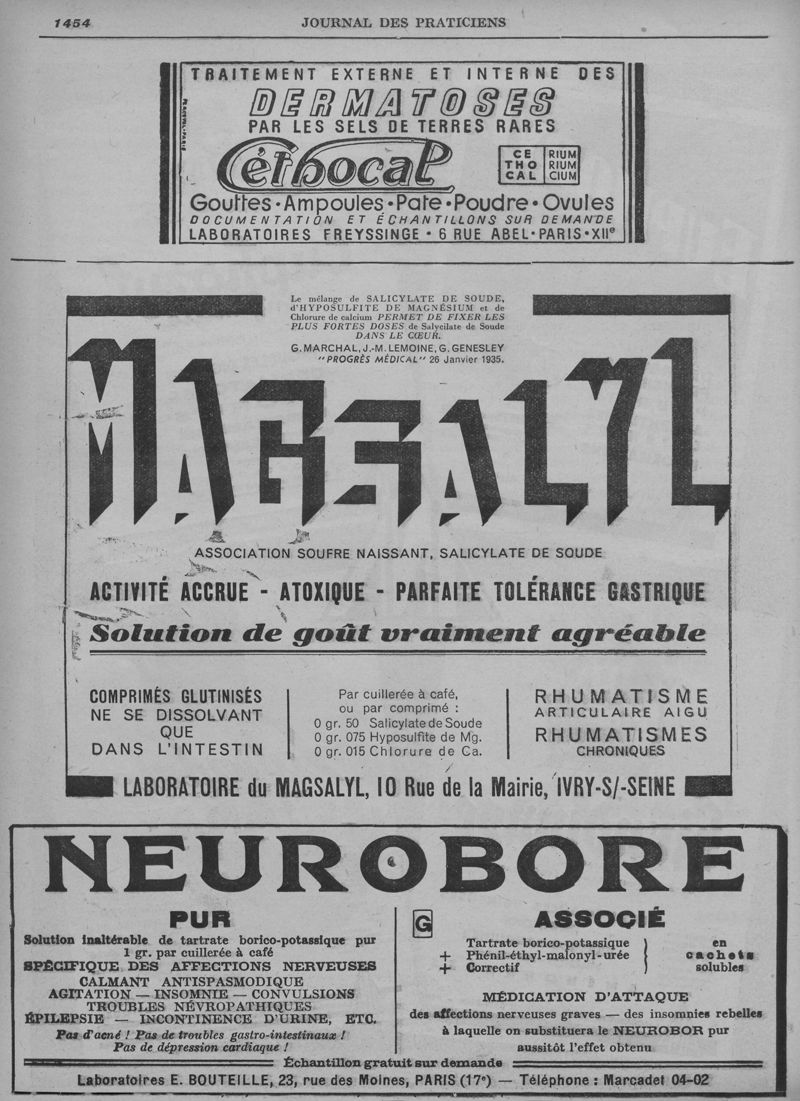 1454
JOURNAL DES PRATICIENS
TRAITEMENT EXTERNE ET INTERNE DES
DERMATOSES
PAR LES SELS DE TERRES RARES
Céthocal
CE RIUM
THO RIUM
CAL CIUM
Gouttes • Ampoules • Pate • Poudre • Ovules
DOCUMENTATION ET ÉCHANTILLONS SUR DEMANDE
LABORATOIRES FREYSSINGE • 6 RUE ABEL • PARIS • XIIe
Le mélange de SALICYLATE DE SOUDE,
d'HYPOSULFITE DE MAGNÉSIUM et de
Chlorure de calcium PERMET DE FIXER LES
PLUS FORTES DOSES de Salycilate de Soude
DANS LE CŒUR.
G. MARCHAL, J.-M. LEMOINE, G. GENESLEY
"PROGRÈS MÉDICAL" 26 Janvier 1935.
MAGSALYL
ASSOCIATION SOUFRE NAISSANT, SALICYLATE DE SOUDE
ACTIVITÉ ACCRUE - ATOXIQUE - PARFAITE TOLÉRANCE GASTRIQUE
Solution de goût vraiment agréable
COMPRIMÉS GLUTINISÉS
NE SE DISSOLVANT
QUE
DANS L'INTESTIN
Par cuillerée à café,
ou par comprimé :
0 gr. 50 Salicylate de Soude
0 gr. 075 Hyposulfite de Mg.
0 gr. 015 Chlorure de Ca.
RHUMATISME
ARTICULAIRE AIGU
RHUMATISMES
CHRONIQUES
LABORATOIRE du MAGSALYL, 10 Rue de la Mairie, IVRY-S/-SEINE
NEUROBORE
PUR
Solution inaltérable de tartrate borico-potassique pur
1 gr. par cuillerée à café
SPÉCIFIQUE DES AFFECTIONS NERVEUSES
CALMANT ANTISPASMODIQUE
AGITATION — INSOMNIE — CONVULSIONS
TROUBLES NÉVROPATHIQUES
ÉPILEPSIE — INCONTINENCE D'URINE, ETC.
Pas d'acné ! Pas de troubles gastro-intestinaux !
Pas de dépression cardiaque !
G
ASSOCIÉ
Tartrate borico-potassique
+ Phénil-éthyl-malonyl-urée
+ Correctif
en
cachets
solubles
MÉDICATION D'ATTAQUE
des affections nerveuses graves — des insomnies rebelles
à laquelle on substituera le NEUROBOR pur
aussitôt l'effet obtenu
Échantillon gratuit sur demande
Laboratoires E. BOUTEILLE, 23, rue des Moines, PARIS (17e) — Téléphone : Marcadet 04-02